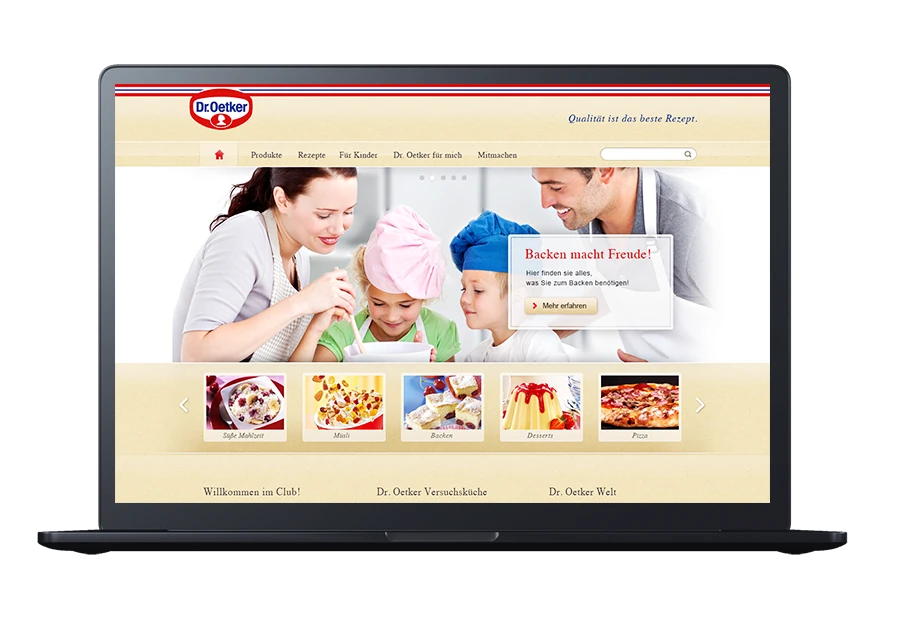 Dr.Oetker
Qualität ist das beste Rezept.
Produkte Rezepte Für Kinder Dr. Oetker für mich Mitmachen
Backen macht Freude!
Hier finden sie alles,
was Sie zum Backen benötigen!
Mehr erfahren
Süße Mahlzeit Müsli Backen Desserts Pizza
Willkommen im Club! Dr. Oetker Versuchsküche Dr. Oetker Welt